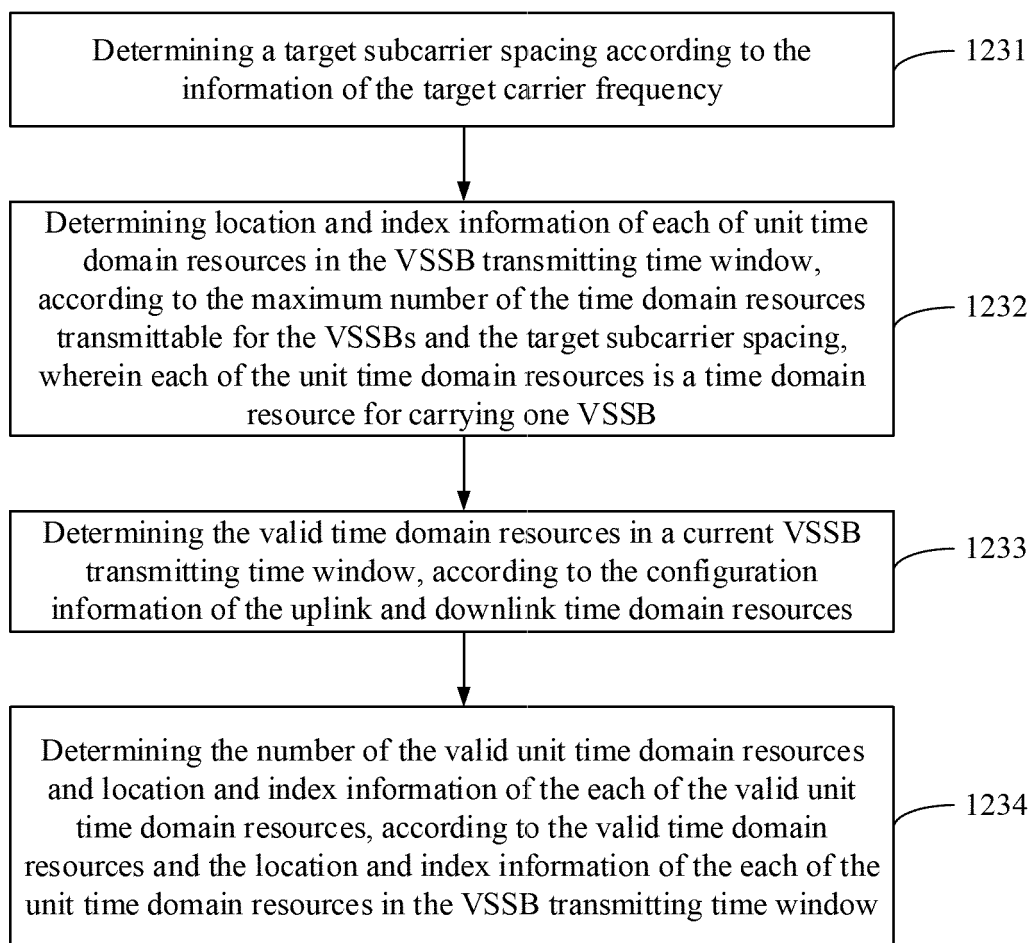 Determining a target subcarrier spacing according to the
information of the target carrier frequency
1231
Determining location and index information of each of unit time
domain resources in the VSSB transmitting time window,
according to the maximum number of the time domain resources
transmittable for the VSSBs and the target subcarrier spacing,
wherein each of the unit time domain resources is a time domain
resource for carrying one VSSB
1232
Determining the valid time domain resources in a current VSSB
transmitting time window, according to the configuration
information of the uplink and downlink time domain resources
1233
Determining the number of the valid unit time domain resources
and location and index information of the each of the valid unit
time domain resources, according to the valid time domain
resources and the location and index information of the each of the
unit time domain resources in the VSSB transmitting time window
1234